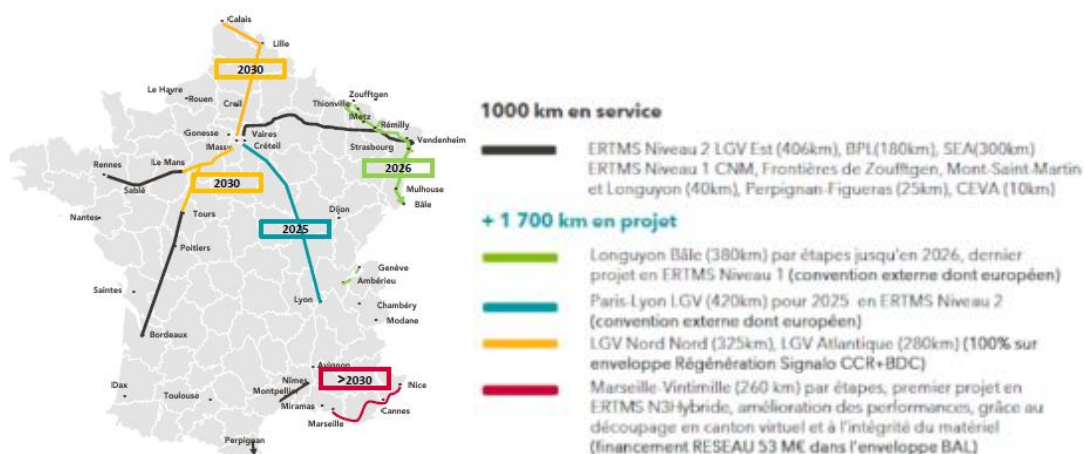 Calais
Lille
2030
Le Havre
Rouen
Creil
Zoufftgen
Thionville
Metz
Rémilly
Gonesse
Vaires
Massy
Créteil
Vendenheim
Strasbourg
Rennes
Le Mans
Sablé
2030
2026
Mulhouse
Bâle
Nantes
Tours
2025
Dijon
Poitiers
Genève
Ambérieu
Saintes
Lyon
Chambéry
Modane
Bordeaux
Avignon
Dax
Toulouse
Nîmes
Montpellier
>2030
Nice
Miramas
Cannes
Marseille
Perpignan
1000 km en service
ERTMS Niveau 2 LGV Est (406km), BPL(180km), SEA(300km)
ERTMS Niveau 1 CNM, Frontières de Zoufftgen, Mont-Saint-Martin
et Longuyon (40km), Perpignan-Figueras (25km), CEVA (10km)
+ 1 700 km en projet
Longuyon Bâle (380km) par étapes jusqu'en 2026, dernier
projet en ERTMS Niveau 1 (convention externe dont européen)
Paris-Lyon LGV (420km) pour 2025 en ERTMS Niveau 2
(convention externe dont européen)
LGV Nord Nord (325km), LGV Atlantique (280km) (100% sur
enveloppe Régénération Signalo CCR+BDC)
Marseille-Vintimille (260 km) par étapes, premier projet en
ERTMS N3Hybride, amélioration des performances, grâce au
découpage en canton virtuel et à l'intégrité du matériel
(financement RESEAU 53 M€ dans l'enveloppe BAL)